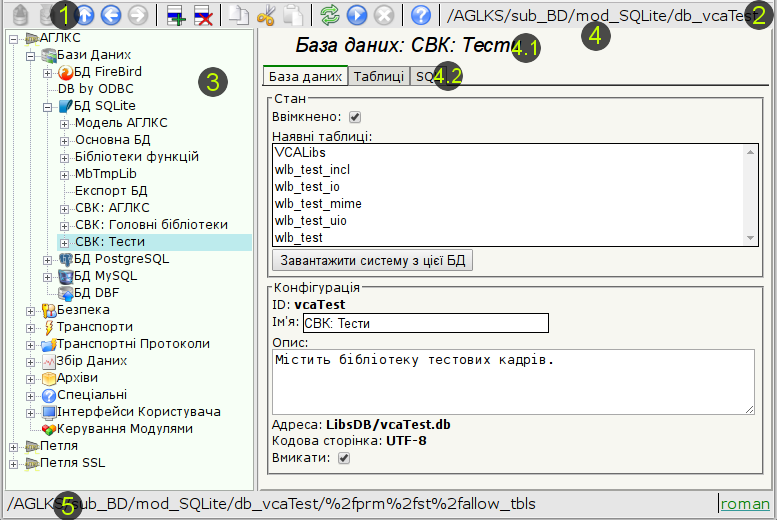 1
/AGLKS/sub_BD/mod_SQLite/db_vcaTest
2
4
АГЛКС
Бази Даних
БД FireBird
DB by ODBC
БД SQLite
Модель АГЛКС
Основна БД
Бібліотеки функцій
MbTmpLib
Експорт БД
СВК: АГЛКС
СВК: Головні бібліотеки
СВК: Тести
БД PostgreSQL
БД MySQL
БД DBF
Безпека
Транспорти
Транспортні Протоколи
Збір Даних
Архіви
Спеціальні
Інтерфейси Користувача
Керування Модулями
Петля
Петля SSL
3
База даних: СВК: Тести
4.1
База даних Таблиці
4.2
Стан
Ввімкнено:
Наявні таблиці:
VCALibs
wlb_test_incl
wlb_test_io
wlb_test_mime
wlb_test_uio
wlb_test
Завантажити систему з цієї БД
Конфігурація
ID: vcaTest
Ім'я: СВК: Тести
Опис:
Містить бібліотеку тестових кадрів.
Адреса: LibsDB/vcaTest.db
Кодова сторінка: UTF-8
Вмикати:
/AGLKS/sub_BD/mod_SQLite/db_vcaTest/%2fprm%2fst%2fallow_tbls
5
roman